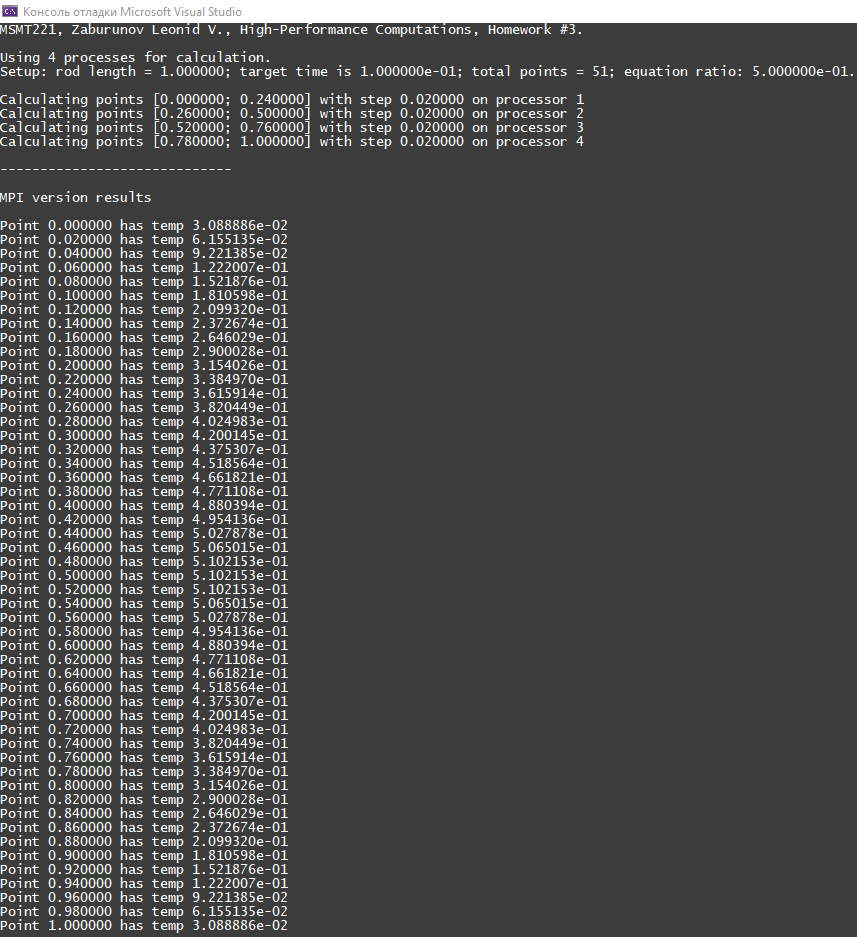 Консоль отладки Microsoft Visual Studio
MSMT221, Zaburunov Leonid V., High-Performance Computations, Homework #3.
Using 4 processes for calculation.
Setup: rod length = 1.000000; target time is 1.000000e-01; total points = 51; equation ratio: 5.000000e-01.
Calculating points [0.000000; 0.240000] with step 0.020000 on processor 1
Calculating points [0.260000; 0.500000] with step 0.020000 on processor 2
Calculating points [0.520000; 0.760000] with step 0.020000 on processor 3
Calculating points [0.780000; 1.000000] with step 0.020000 on processor 4
-----------------------------
MPI version results
Point 0.000000 has temp 3.088886e-02
Point 0.020000 has temp 6.155135e-02
Point 0.040000 has temp 9.221385e-02
Point 0.060000 has temp 1.222007e-01
Point 0.080000 has temp 1.521876e-01
Point 0.100000 has temp 1.810598e-01
Point 0.120000 has temp 2.099320e-01
Point 0.140000 has temp 2.372674e-01
Point 0.160000 has temp 2.646029e-01
Point 0.180000 has temp 2.900028e-01
Point 0.200000 has temp 3.154026e-01
Point 0.220000 has temp 3.384970e-01
Point 0.240000 has temp 3.615914e-01
Point 0.260000 has temp 3.820449e-01
Point 0.280000 has temp 4.024983e-01
Point 0.300000 has temp 4.200145e-01
Point 0.320000 has temp 4.375307e-01
Point 0.340000 has temp 4.518564e-01
Point 0.360000 has temp 4.661821e-01
Point 0.380000 has temp 4.771108e-01
Point 0.400000 has temp 4.880394e-01
Point 0.420000 has temp 4.954136e-01
Point 0.440000 has temp 5.027878e-01
Point 0.460000 has temp 5.065015e-01
Point 0.480000 has temp 5.102153e-01
Point 0.500000 has temp 5.102153e-01
Point 0.520000 has temp 5.102153e-01
Point 0.540000 has temp 5.065015e-01
Point 0.560000 has temp 5.027878e-01
Point 0.580000 has temp 4.954136e-01
Point 0.600000 has temp 4.880394e-01
Point 0.620000 has temp 4.771108e-01
Point 0.640000 has temp 4.661821e-01
Point 0.660000 has temp 4.518564e-01
Point 0.680000 has temp 4.375307e-01
Point 0.700000 has temp 4.200145e-01
Point 0.720000 has temp 4.024983e-01
Point 0.740000 has temp 3.820449e-01
Point 0.760000 has temp 3.615914e-01
Point 0.780000 has temp 3.384970e-01
Point 0.800000 has temp 3.154026e-01
Point 0.820000 has temp 2.900028e-01
Point 0.840000 has temp 2.646029e-01
Point 0.860000 has temp 2.372674e-01
Point 0.880000 has temp 2.099320e-01
Point 0.900000 has temp 1.810598e-01
Point 0.920000 has temp 1.521876e-01
Point 0.940000 has temp 1.222007e-01
Point 0.960000 has temp 9.221385e-02
Point 0.980000 has temp 6.155135e-02
Point 1.000000 has temp 3.088886e-02